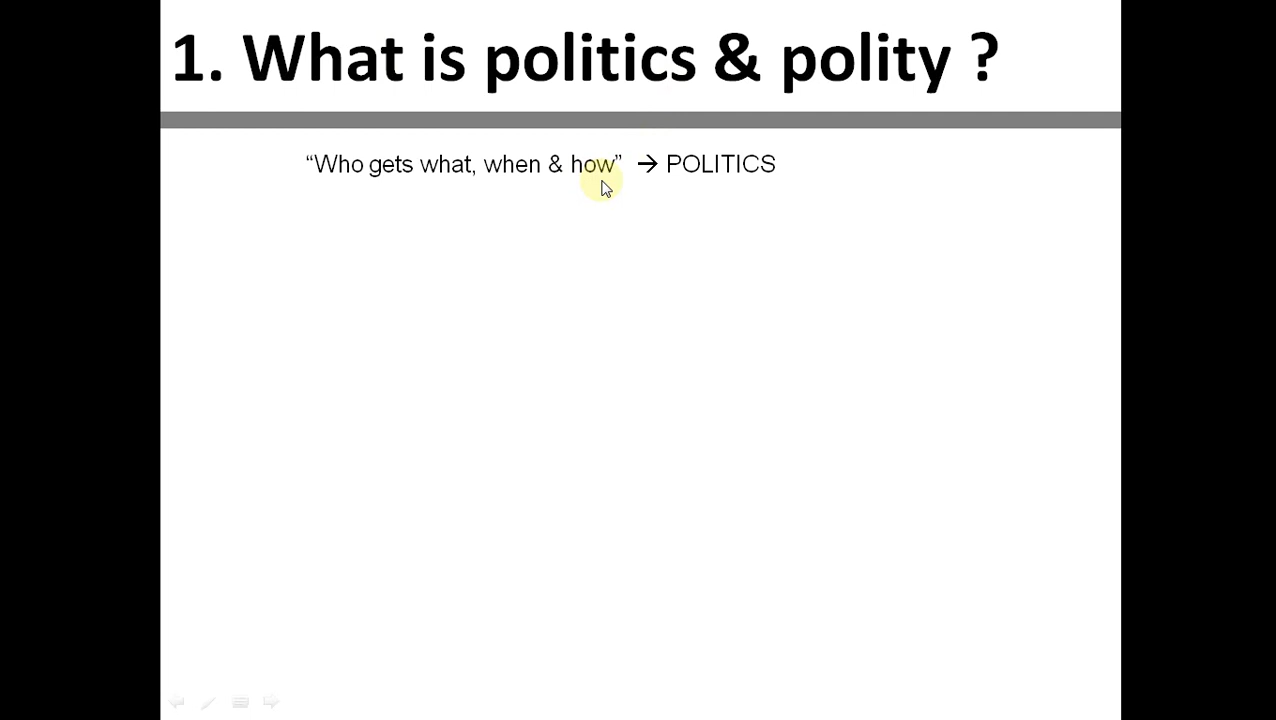 1. What is politics & polity ?
“Who gets what, when & how” → POLITICS